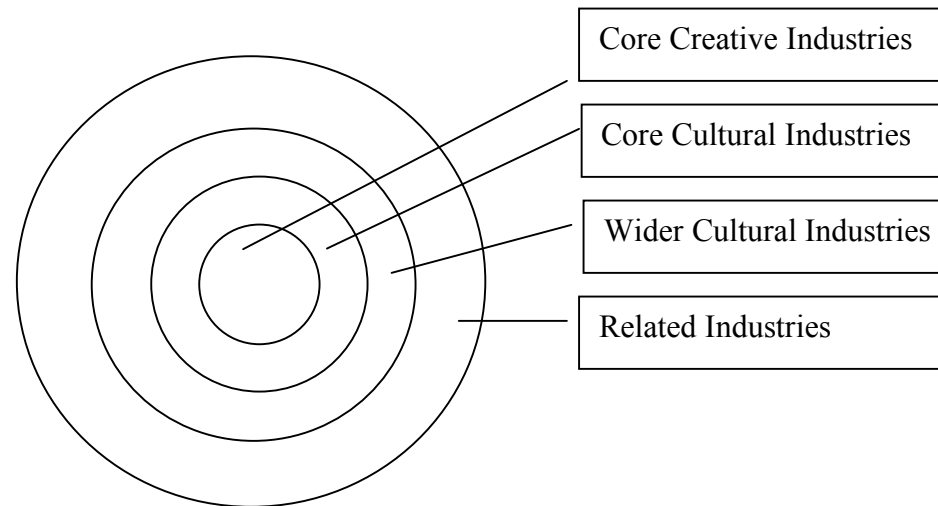 Core Creative Industries
Core Cultural Industries
Wider Cultural Industries
Related Industries